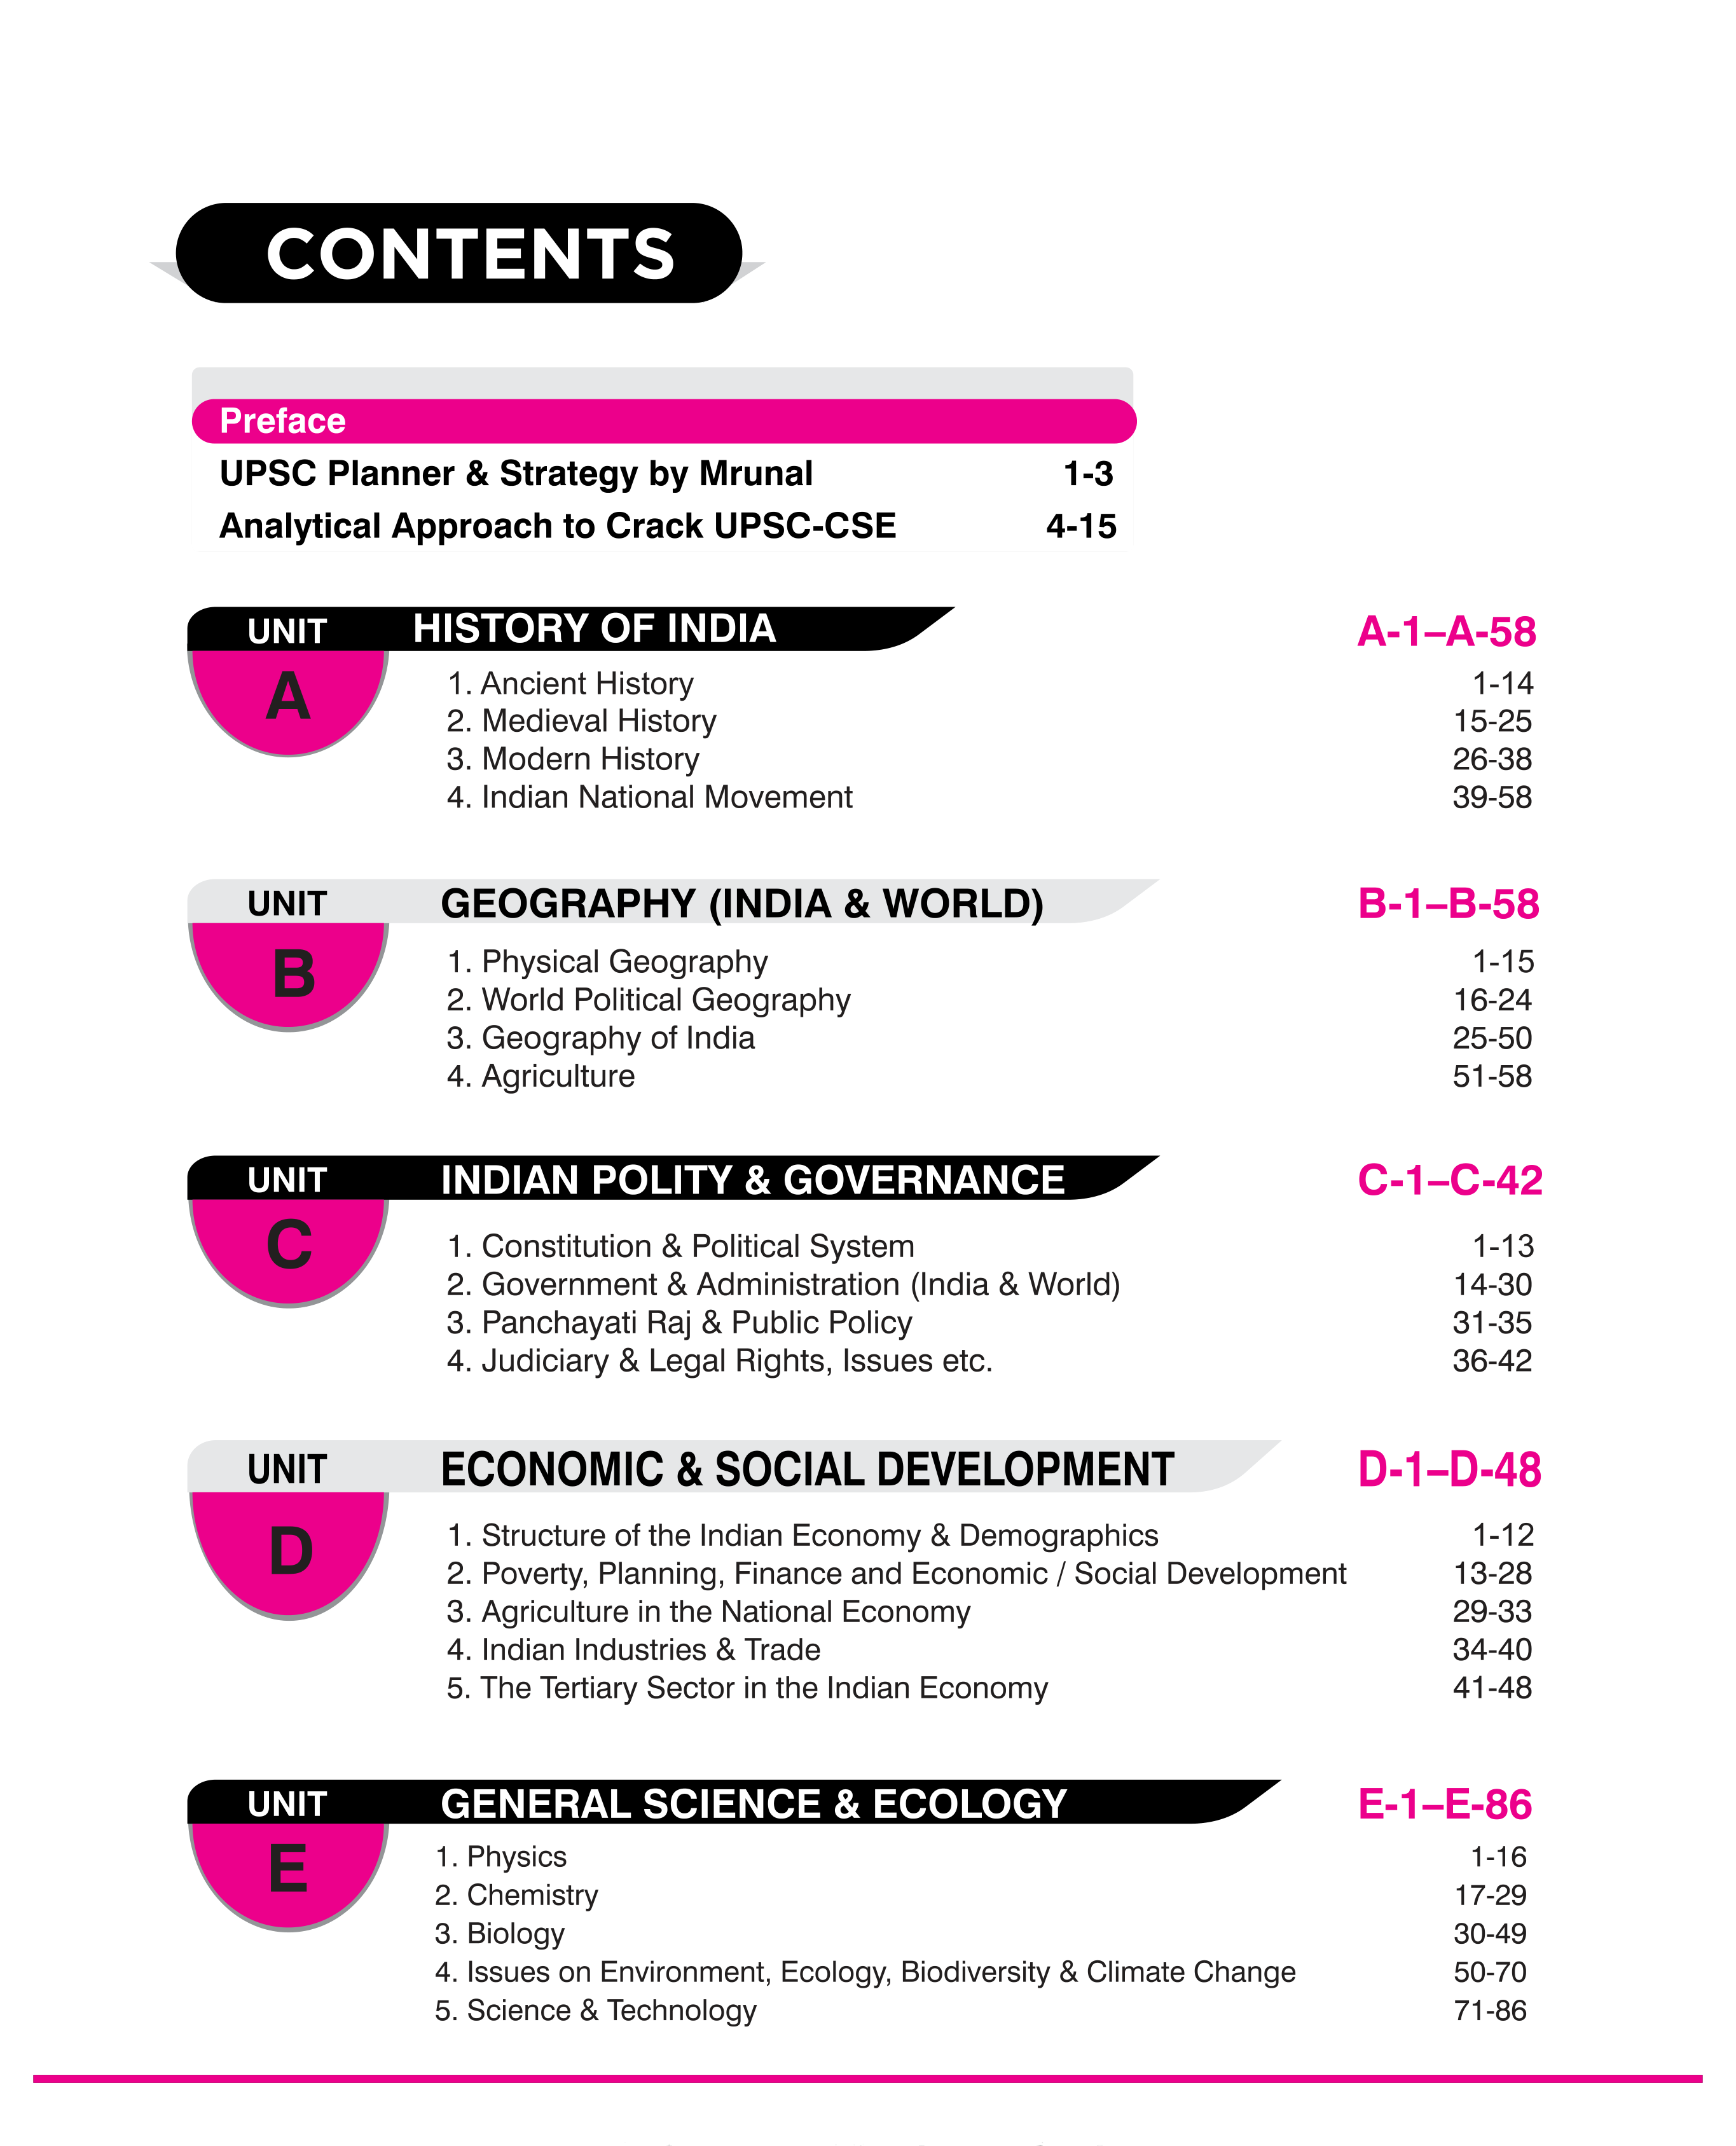 CONTENTS
Preface
UPSC Planner & Strategy by Mrunal 1-3
Analytical Approach to Crack UPSC-CSE 4-15
UNIT HISTORY OF INDIA A-1–A-58
A
1. Ancient History 1-14
2. Medieval History 15-25
3. Modern History 26-38
4. Indian National Movement 39-58
UNIT GEOGRAPHY (INDIA & WORLD) B-1–B-58
B
1. Physical Geography 1-15
2. World Political Geography 16-24
3. Geography of India 25-50
4. Agriculture 51-58
UNIT INDIAN POLITY & GOVERNANCE C-1–C-42
C
1. Constitution & Political System 1-13
2. Government & Administration (India & World) 14-30
3. Panchayati Raj & Public Policy 31-35
4. Judiciary & Legal Rights, Issues etc. 36-42
UNIT ECONOMIC & SOCIAL DEVELOPMENT D-1–D-48
D
1. Structure of the Indian Economy & Demographics 1-12
2. Poverty, Planning, Finance and Economic / Social Development 13-28
3. Agriculture in the National Economy 29-33
4. Indian Industries & Trade 34-40
5. The Tertiary Sector in the Indian Economy 41-48
UNIT GENERAL SCIENCE & ECOLOGY E-1–E-86
E
1. Physics 1-16
2. Chemistry 17-29
3. Biology 30-49
4. Issues on Environment, Ecology, Biodiversity & Climate Change 50-70
5. Science & Technology 71-86